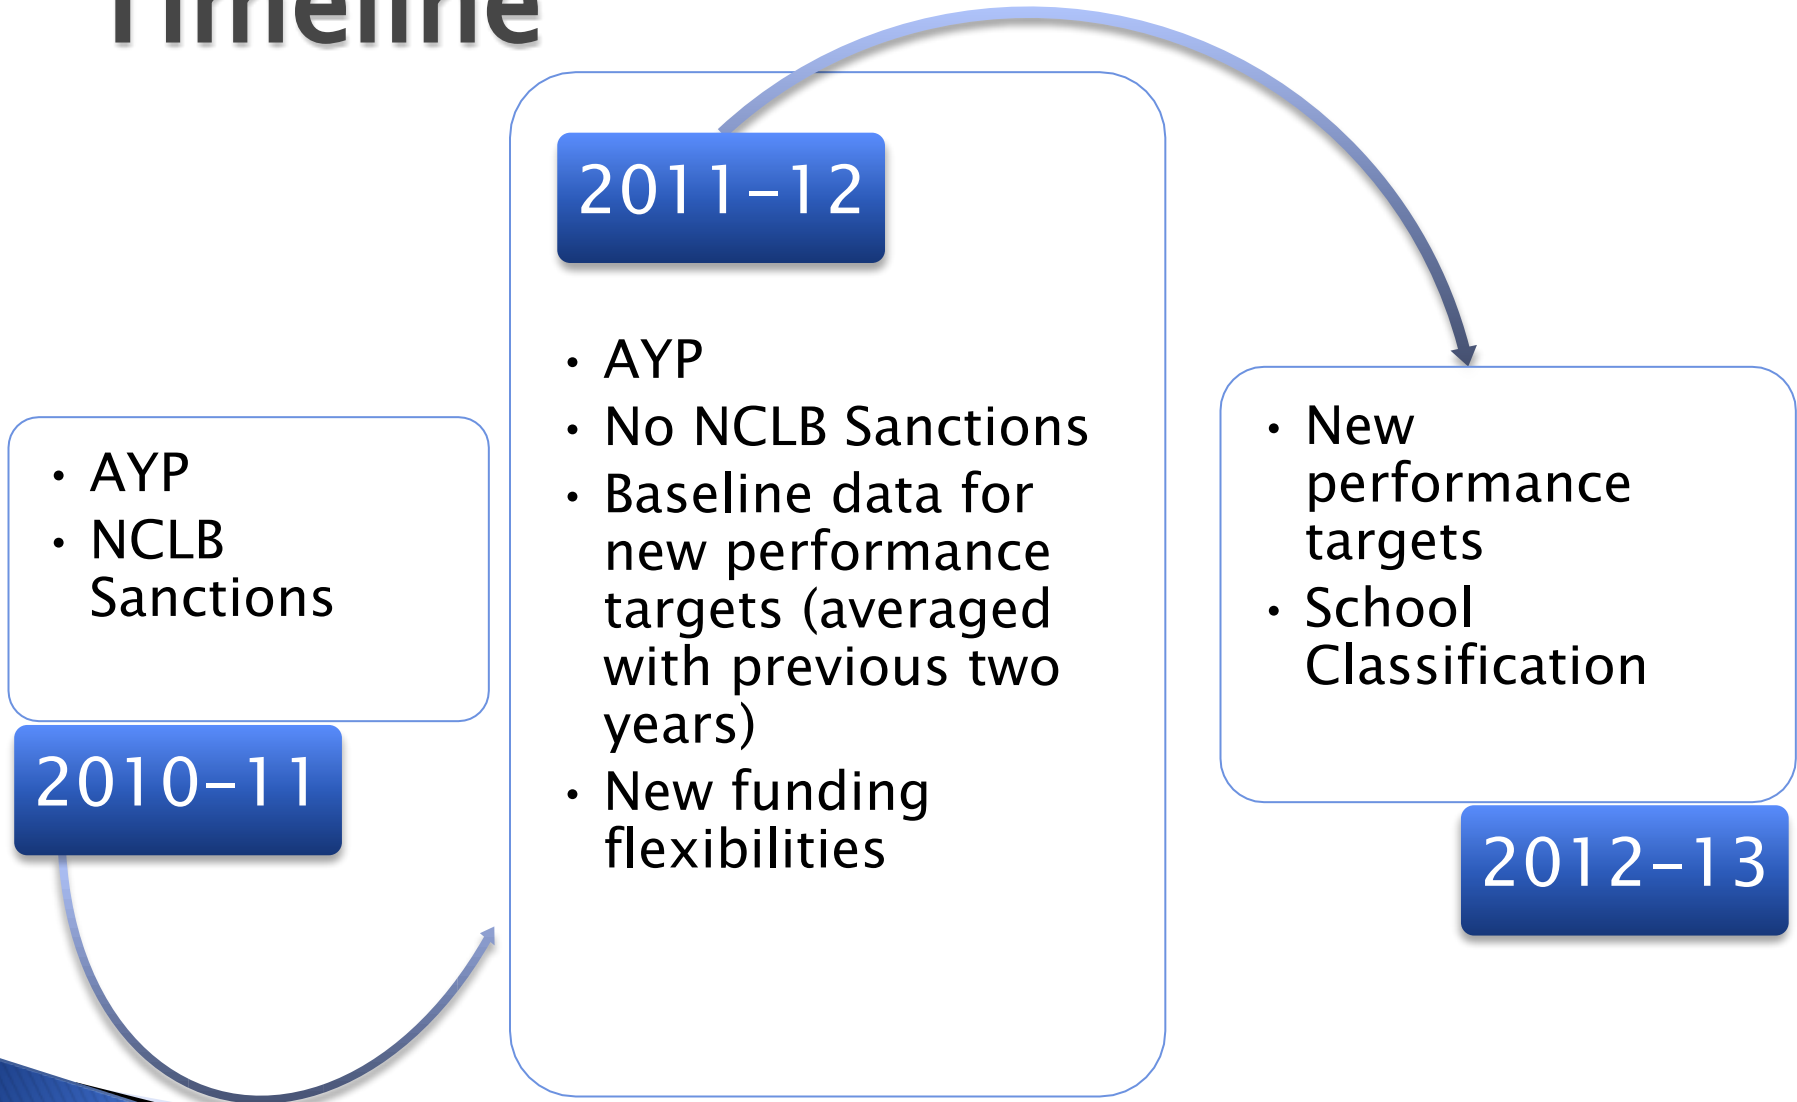 Timeline
• AYP
• NCLB
Sanctions
2010-11
2011-12
• AYP
• No NCLB Sanctions
• Baseline data for
new performance
targets (averaged
with previous two
years)
• New funding
flexibilities
• New
performance
targets
• School
Classification
2012-13